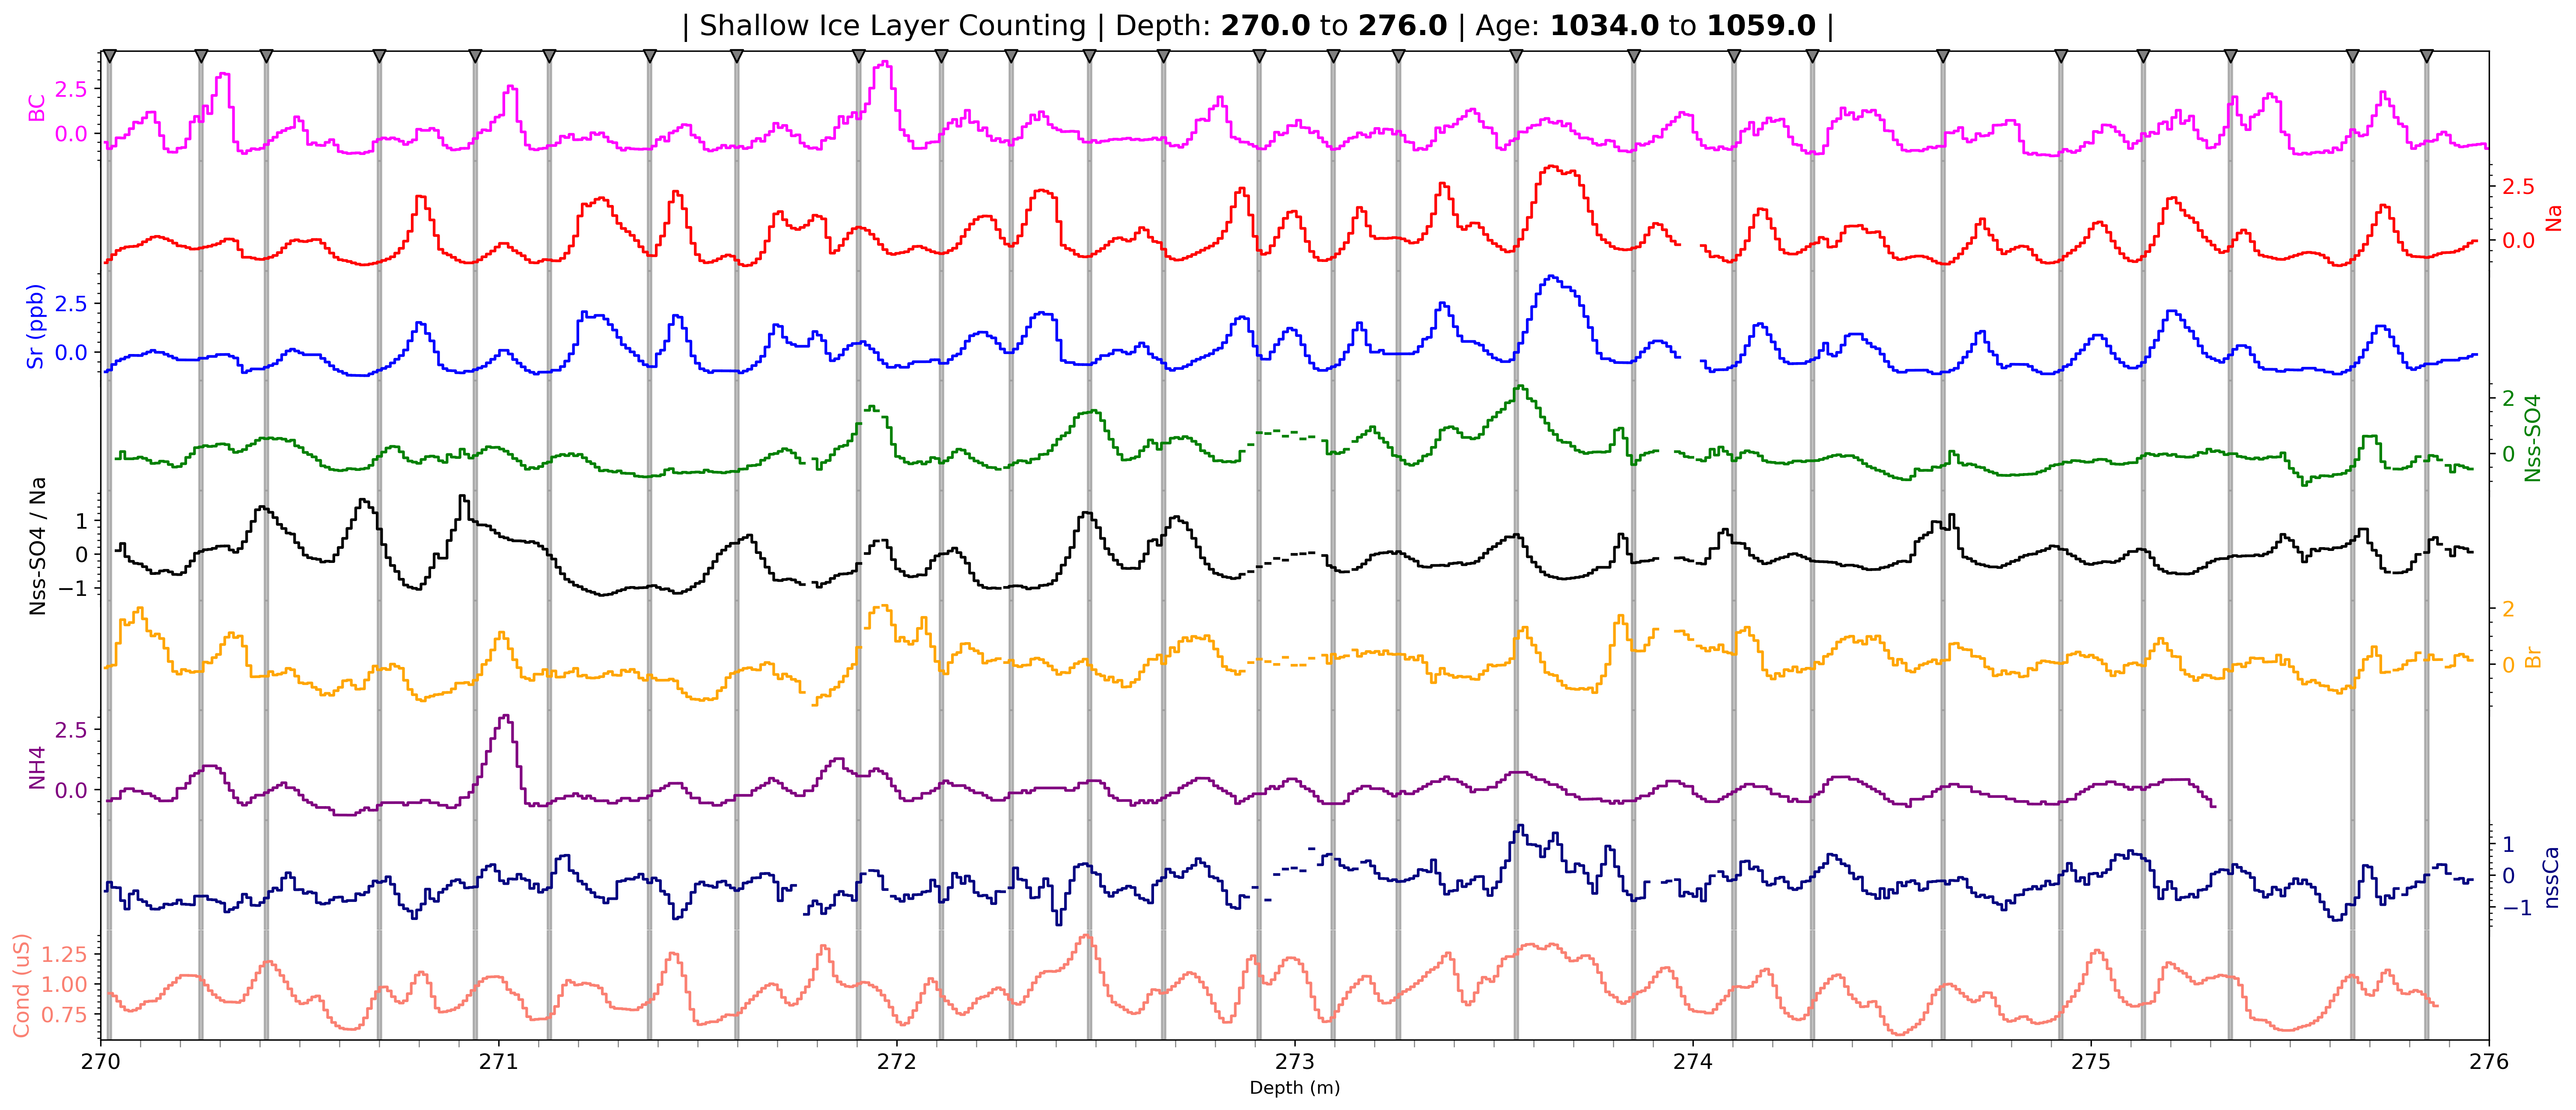 | Shallow Ice Layer Counting | Depth: 270.0 to 276.0 | Age: 1034.0 to 1059.0 |
BC
2.5
0.0
2.5
0.0
Na
Sr (ppb)
2.5
0.0
2
0
Nss-SO4
Nss-SO4 / Na
1
0
−1
2
0
Br
NH4
2.5
0.0
1
0
−1
nssCa
Cond (uS)
1.25
1.00
0.75
270 271 272 273 274 275 276
Depth (m)